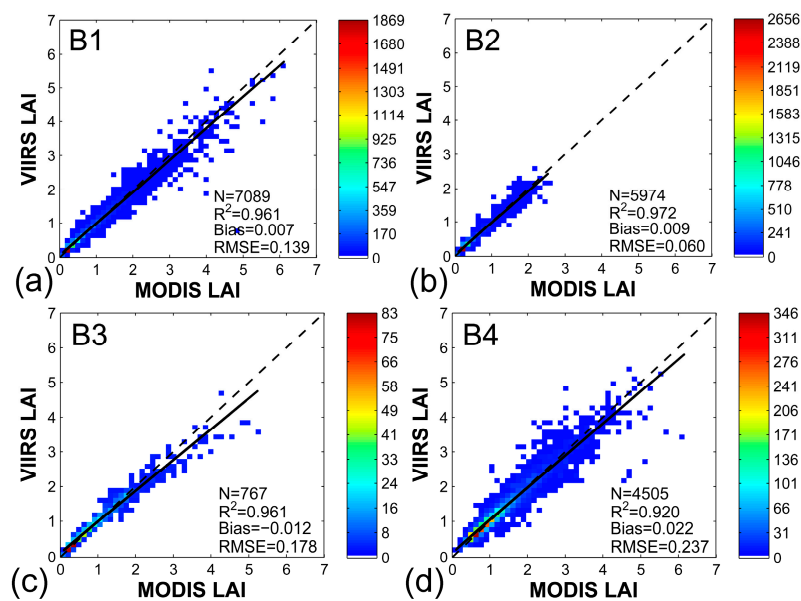 B1
VIIRS LAI
7
6
5
4
3
2
1
0
N=7089
R²=0.961
Bias=0.007
RMSE=0.139
0 1 2 3 4 5 6 7
MODIS LAI
(a)
1869
1680
1493
1303
1114
925
736
547
359
170
0
B2
VIIRS LAI
7
6
5
4
3
2
1
0
N=5974
R²=0.972
Bias=0.009
RMSE=0.060
0 1 2 3 4 5 6 7
MODIS LAI
(b)
2656
2388
2119
1851
1583
1315
1046
778
510
241
0
B3
VIIRS LAI
7
6
5
4
3
2
1
0
N=767
R²=0.961
Bias=−0.012
RMSE=0.178
0 1 2 3 4 5 6 7
MODIS LAI
(c)
83
75
66
58
49
41
33
24
16
8
0
B4
VIIRS LAI
7
6
5
4
3
2
1
0
N=4505
R²=0.920
Bias=0.022
RMSE=0.237
0 1 2 3 4 5 6 7
MODIS LAI
(d)
346
311
276
241
206
171
136
101
66
31
0